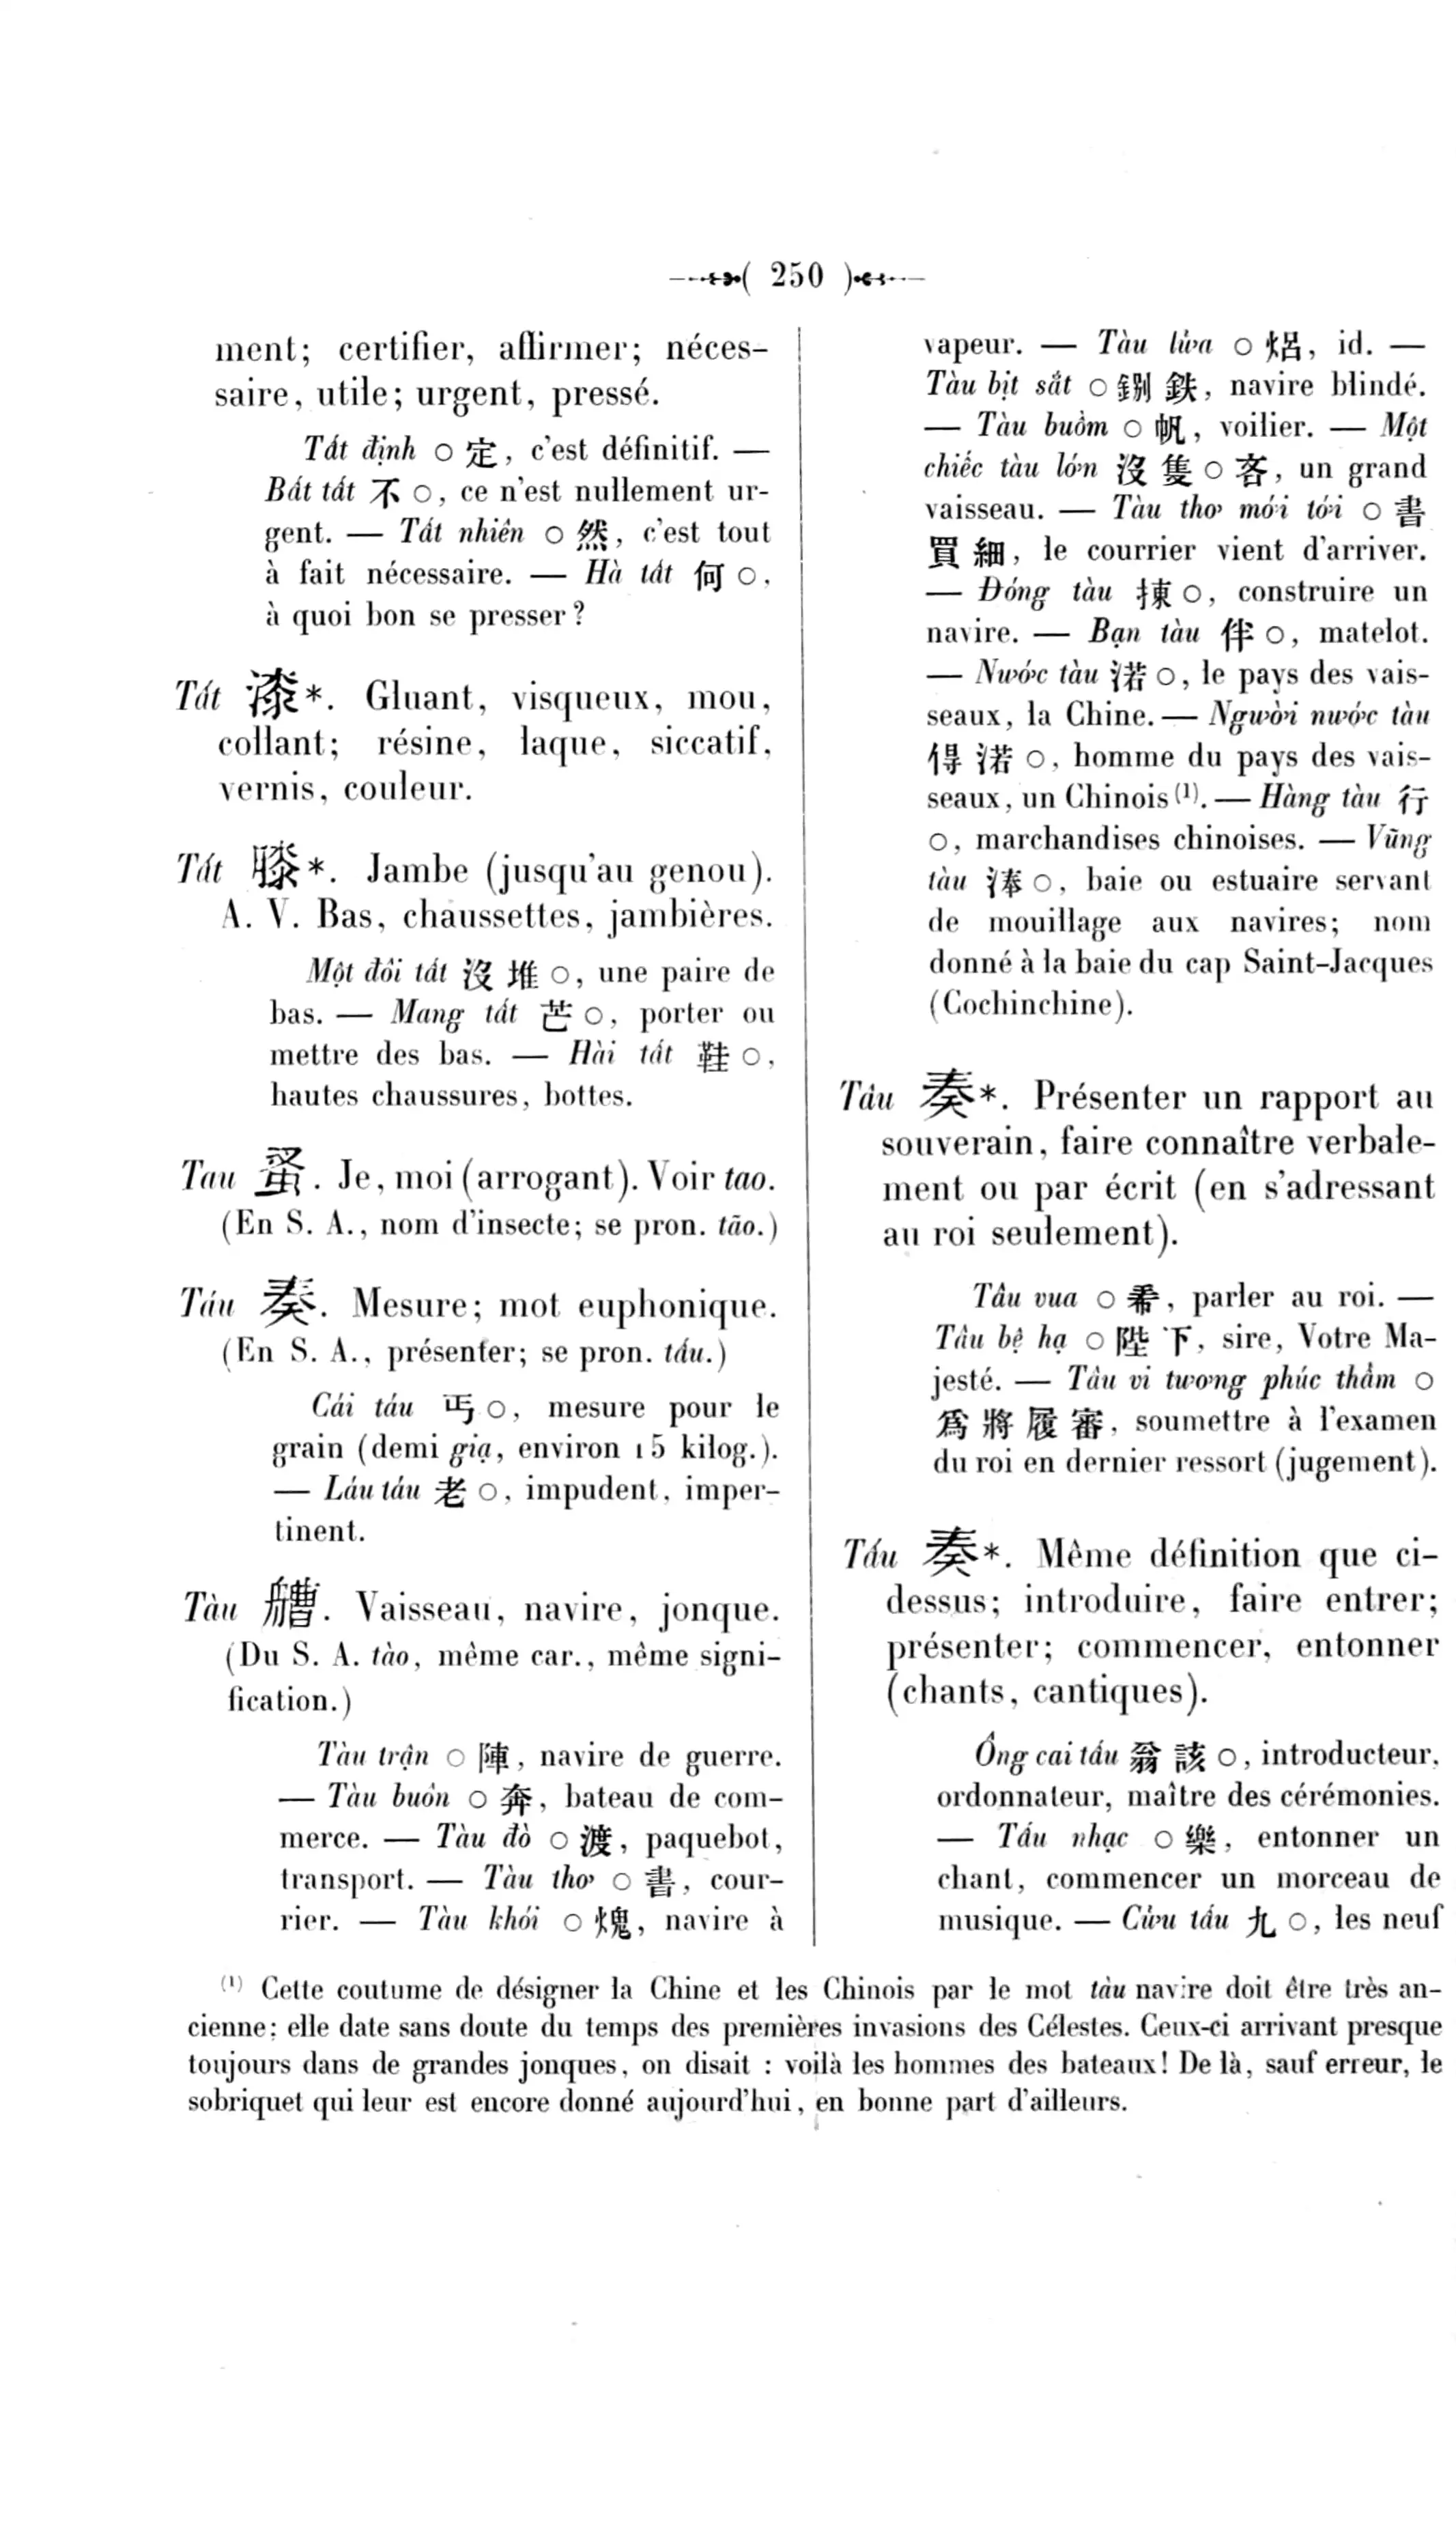 ( 250 )
ment; certifier, affirmer; néces-
saire, utile; urgent, pressé.
Tất định ○ 定, c'est définitif. —
Bất tất 不 ○, ce n'est nullement ur-
gent. — Tất nhiên ○ 然, c'est tout
à fait nécessaire. — Hà tất 何 ○,
à quoi bon se presser?
Tất 漆*. Gluant, visqueux, mou,
collant; résine, laque, siccatif,
vernis, couleur.
Tất 膝*. Jambe (jusqu'au genou).
A. V. Bas, chaussettes, jambières.
Một đôi tất 沒 堆 ○, une paire de
bas. — Mang tất 芒 ○, porter ou
mettre des bas. — Hài tất 鞋 ○,
hautes chaussures, bottes.
Tau 蚤. Je, moi (arrogant). Voir tao.
(En S. A., nom d'insecte; se pron. tāo.)
Táu 奏. Mesure; mot euphonique.
(En S. A., présenter; se pron. tấu.)
Cái táu 丐 ○, mesure pour le
grain (demi giạ, environ 15 kilog.).
— Láu táu 老 ○, impudent, imper-
tinent.
Tàu 艚. Vaisseau, navire, jonque.
(Du S. A. tào, même car., même signi-
fication.)
Tàu trận ○ 陣, navire de guerre.
— Tàu buôn ○ 奔, bateau de com-
merce. — Tàu đò ○ 渡, paquebot,
transport. — Tàu thơ ○ 書, cour-
rier. — Tàu khói ○ 塊, navire à
vapeur. — Tàu lửa ○ 焒, id. —
Tàu bịt sắt ○ 鉄, navire blindé.
— Tàu buồm ○ 帆, voilier. — Một
chiếc tàu lớn 沒 隻 ○ 吝, un grand
vaisseau. — Tàu thơ mới tới ○ 書
買 細, le courrier vient d'arriver.
— Đóng tàu 揀 ○, construire un
navire. — Bạn tàu 伴 ○, matelot.
— Nước tàu 渃 ○, le pays des vais-
seaux, la Chine. — Người nước tàu
㝵 渃 ○, homme du pays des vais-
seaux, un Chinois (1). — Hàng tàu 行
○, marchandises chinoises. — Vũng
tàu ○, baie ou estuaire servant
de mouillage aux navires; nom
donné à la baie du cap Saint-Jacques
(Cochinchine).
Tâu 奏*. Présenter un rapport au
souverain, faire connaître verbale-
ment ou par écrit (en s'adressant
au roi seulement).
Tâu vua ○ 希, parler au roi. —
Tâu bệ hạ ○ 陛 下, sire, Votre Ma-
jesté. — Tâu vi tương phúc thẩm ○
爲 將 履 審, soumettre à l'examen
du roi en dernier ressort (jugement).
Tấu 奏*. Même définition que ci-
dessus; introduire, faire entrer;
présenter; commencer, entonner
(chants, cantiques).
Ông cai tấu 翁 該 ○, introducteur,
ordonnateur, maître des cérémonies.
— Tấu nhạc ○ 樂, entonner un
chant, commencer un morceau de
musique. — Cửu tấu 九 ○, les neuf
(1) Cette coutume de désigner la Chine et les Chinois par le mot tàu navire doit être très an-
cienne; elle date sans doute du temps des premières invasions des Célestes. Ceux-ci arrivant presque
toujours dans de grandes jonques, on disait : voilà les hommes des bateaux! De là, sauf erreur, le
sobriquet qui leur est encore donné aujourd'hui, en bonne part d'ailleurs.